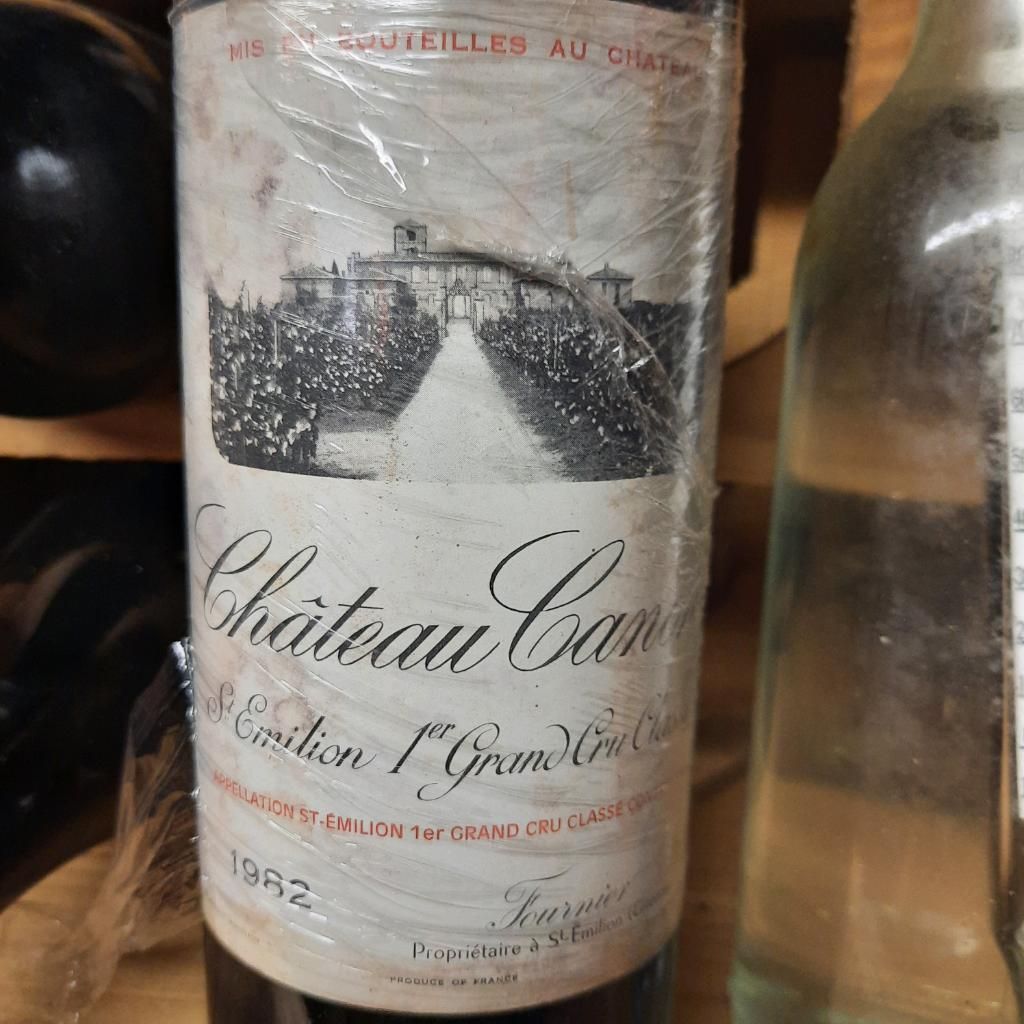 MIS EN BOUTEILLES AU CHATEAU
Château Canon
St Emilion 1er Grand Cru Classé
APPELLATION ST-ÉMILION 1er GRAND CRU CLASSÉ
1982
Fournier
Propriétaire à St Emilion
PRODUCE OF FRANCE